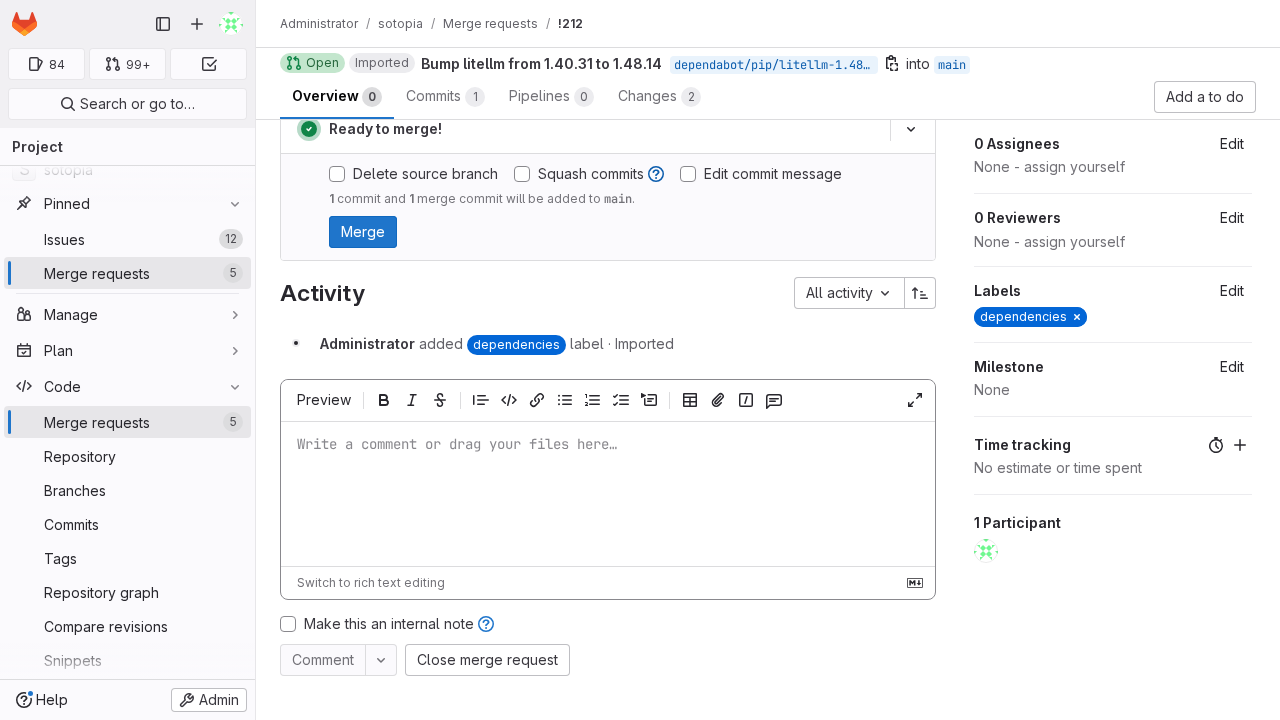 Administrator / sotopia / Merge requests / !212
84
99+
Search or go to…
Project
S sotopia
Pinned
Issues 12
Merge requests 5
Manage
Plan
Code
Merge requests 5
Repository
Branches
Commits
Tags
Repository graph
Compare revisions
Snippets
Help
Admin
Open Imported Bump litellm from 1.40.31 to 1.48.14 dependabot/pip/litellm-1.48… into main
Overview 0 Commits 1 Pipelines 0 Changes 2
Add a to do
Ready to merge!
Delete source branch Squash commits Edit commit message
1 commit and 1 merge commit will be added to main.
Merge
Activity
All activity
Administrator added dependencies label · Imported
Preview
Write a comment or drag your files here…
Switch to rich text editing
Make this an internal note
Comment
Close merge request
0 Assignees Edit
None - assign yourself
0 Reviewers Edit
None - assign yourself
Labels Edit
dependencies ×
Milestone Edit
None
Time tracking
No estimate or time spent
1 Participant